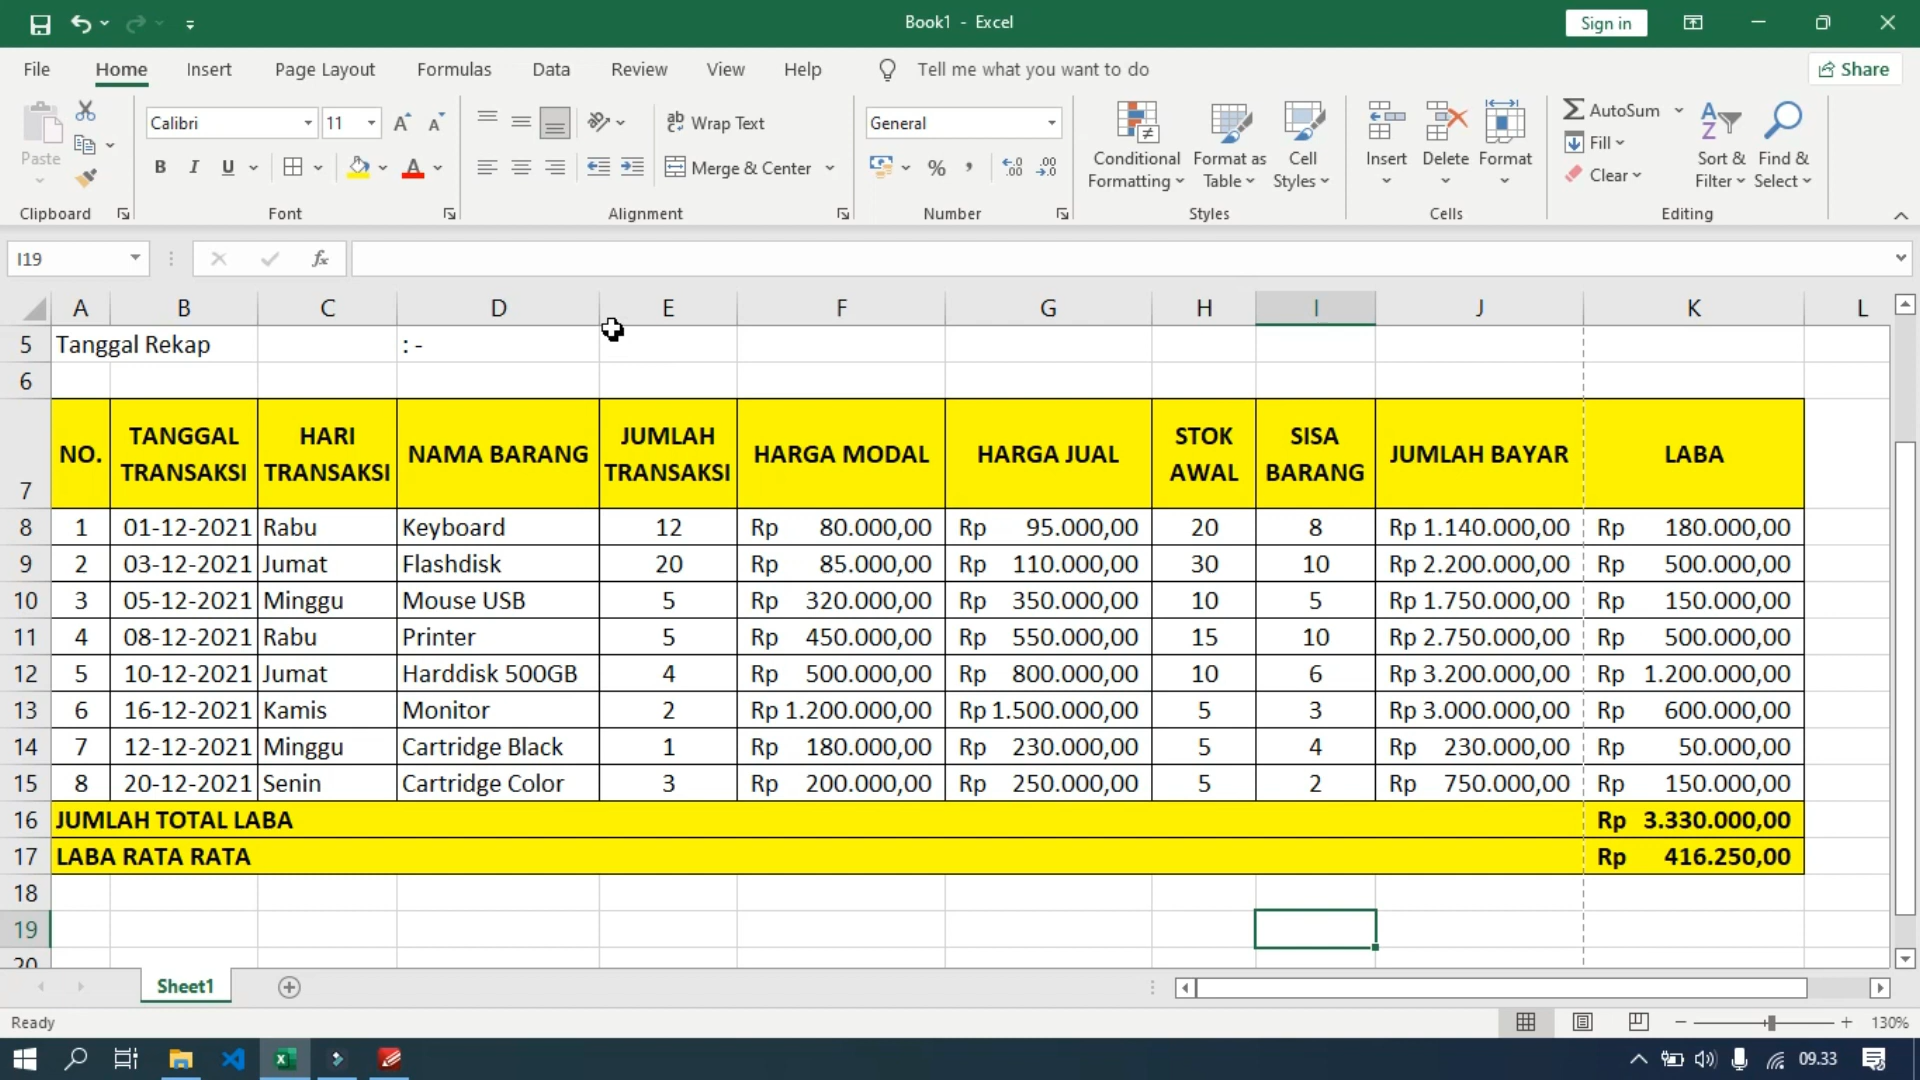 Book1 - Excel
Sign in
File Home Insert Page Layout Formulas Data Review View Help Tell me what you want to do Share
Paste
Calibri 11
B I U A
ab Wrap Text
Merge & Center
General
%
Conditional Formatting
Format as Table
Cell Styles
Insert Delete Format
AutoSum
Fill
Clear
Sort & Filter
Find & Select
Clipboard Font Alignment Number Styles Cells Editing
I19 fx
A B C D E F G H I J K L
5 Tanggal Rekap : -
6
7 NO. TANGGAL TRANSAKSI HARI TRANSAKSI NAMA BARANG JUMLAH TRANSAKSI HARGA MODAL HARGA JUAL STOK AWAL SISA BARANG JUMLAH BAYAR LABA
8 1 01-12-2021 Rabu Keyboard 12 Rp 80.000,00 Rp 95.000,00 20 8 Rp 1.140.000,00 Rp 180.000,00
9 2 03-12-2021 Jumat Flashdisk 20 Rp 85.000,00 Rp 110.000,00 30 10 Rp 2.200.000,00 Rp 500.000,00
10 3 05-12-2021 Minggu Mouse USB 5 Rp 320.000,00 Rp 350.000,00 10 5 Rp 1.750.000,00 Rp 150.000,00
11 4 08-12-2021 Rabu Printer 5 Rp 450.000,00 Rp 550.000,00 15 10 Rp 2.750.000,00 Rp 500.000,00
12 5 10-12-2021 Jumat Harddisk 500GB 4 Rp 500.000,00 Rp 800.000,00 10 6 Rp 3.200.000,00 Rp 1.200.000,00
13 6 16-12-2021 Kamis Monitor 2 Rp 1.200.000,00 Rp 1.500.000,00 5 3 Rp 3.000.000,00 Rp 600.000,00
14 7 12-12-2021 Minggu Cartridge Black 1 Rp 180.000,00 Rp 230.000,00 5 4 Rp 230.000,00 Rp 50.000,00
15 8 20-12-2021 Senin Cartridge Color 3 Rp 200.000,00 Rp 250.000,00 5 2 Rp 750.000,00 Rp 150.000,00
16 JUMLAH TOTAL LABA Rp 3.330.000,00
17 LABA RATA RATA Rp 416.250,00
18
19
20
Sheet1
Ready 130%
09.33